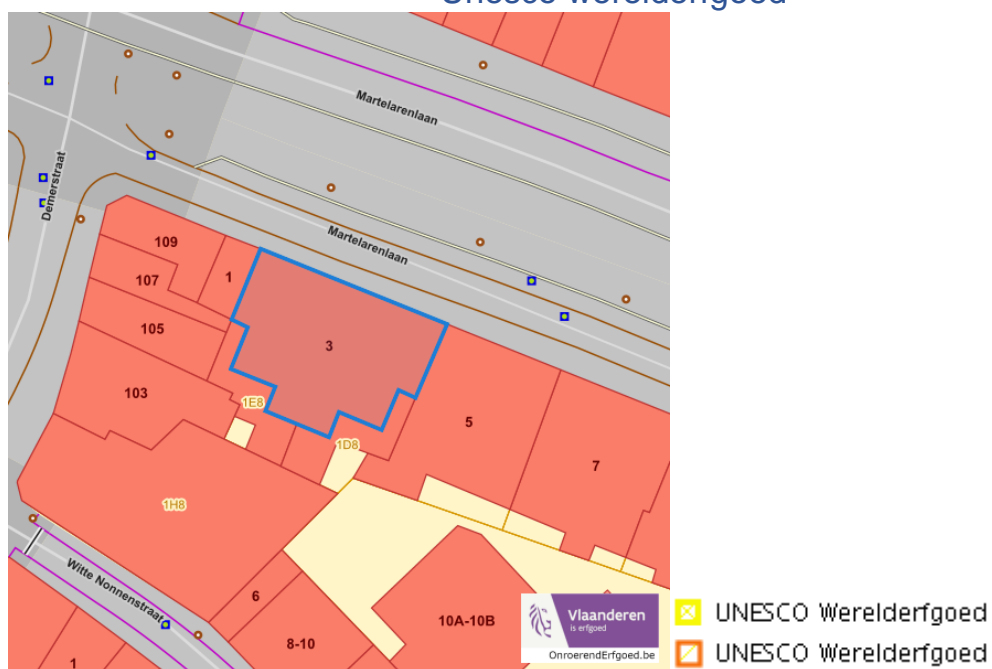 Unesco werelderfgoed
Martelarenlaan
Demerstraat
Martelarenlaan
109
107
1
105
3
103
1E8
1D8
5
7
1H8
Witte Nonnenstraat
6
8-10
10A-10B
1
Vlaanderen
is erfgoed
OnroerendErfgoed.be
UNESCO Werelderfgoed
UNESCO Werelderfgoed